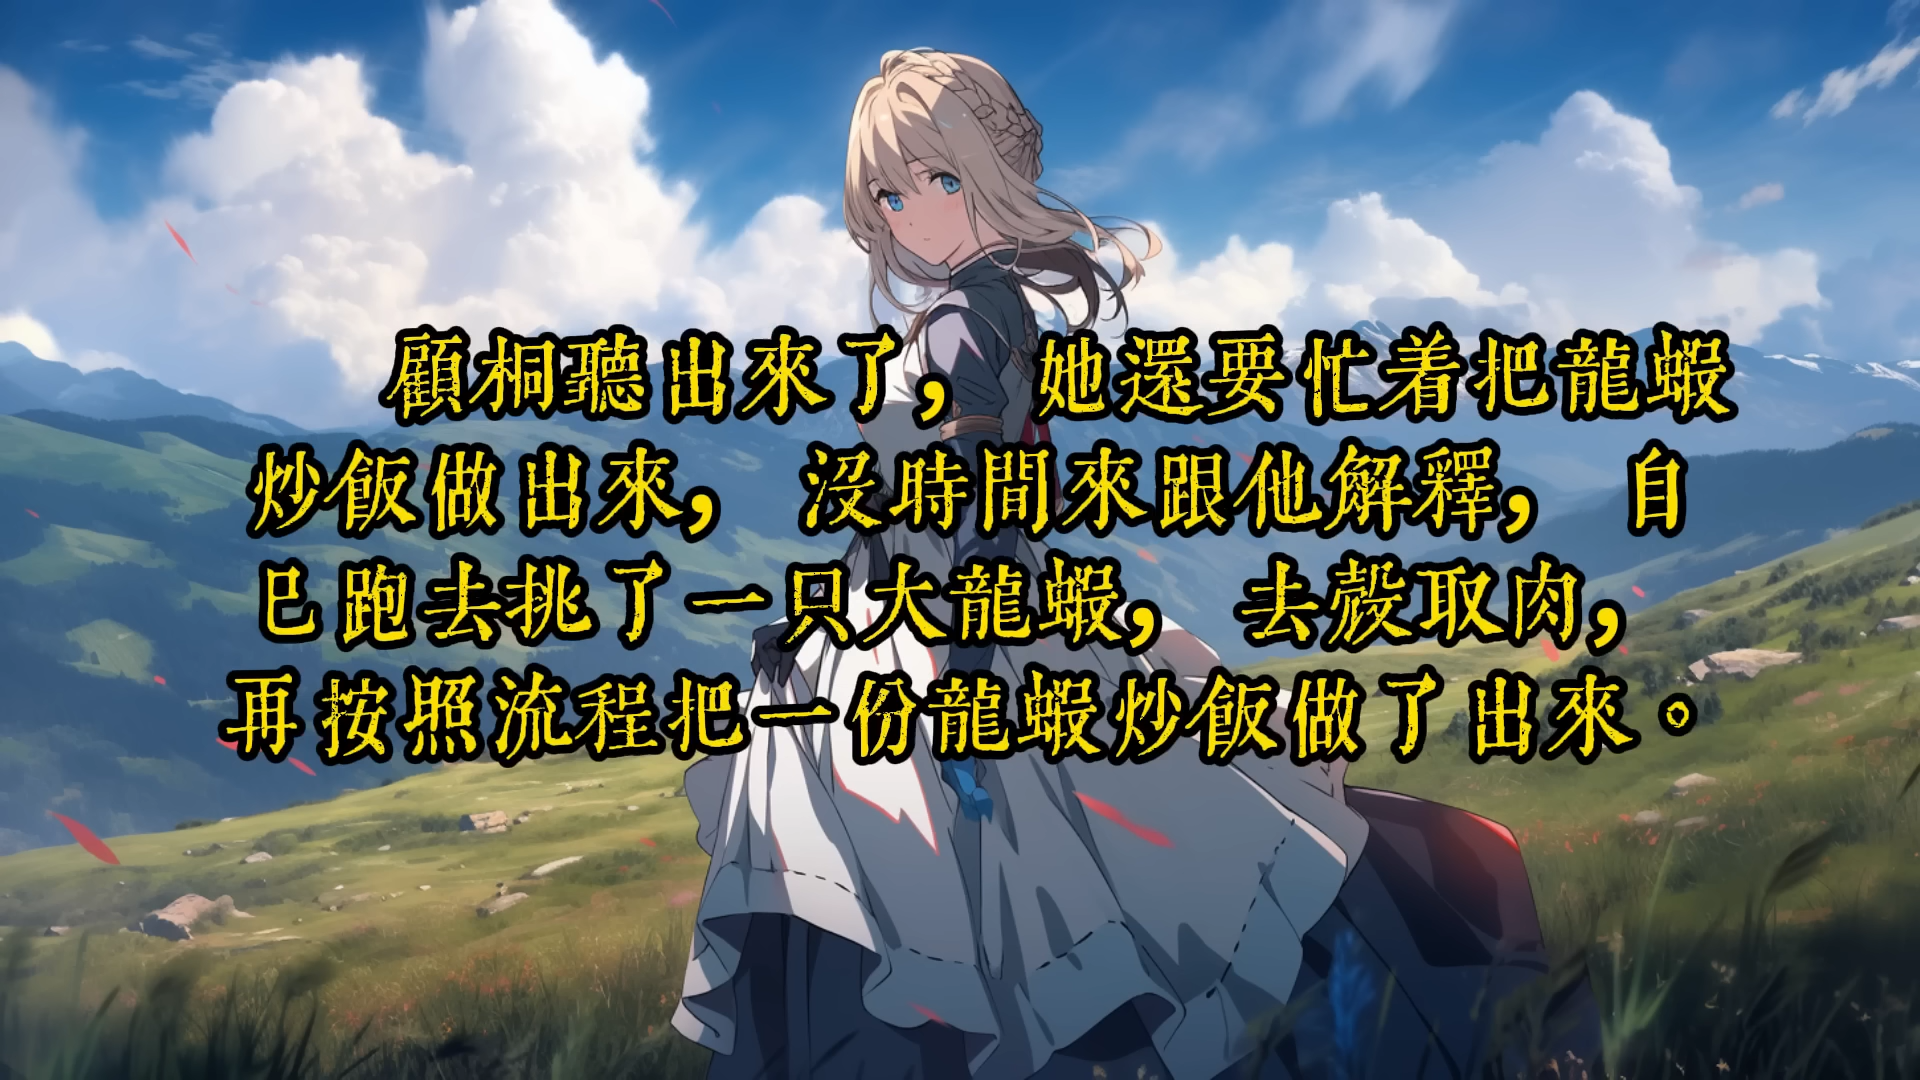 顧桐聽出來了，她還要忙着把龍蝦
炒飯做出來，沒時間來跟他解釋，自
己跑去挑了一只大龍蝦，去殼取肉，
再按照流程把一份龍蝦炒飯做了出來。